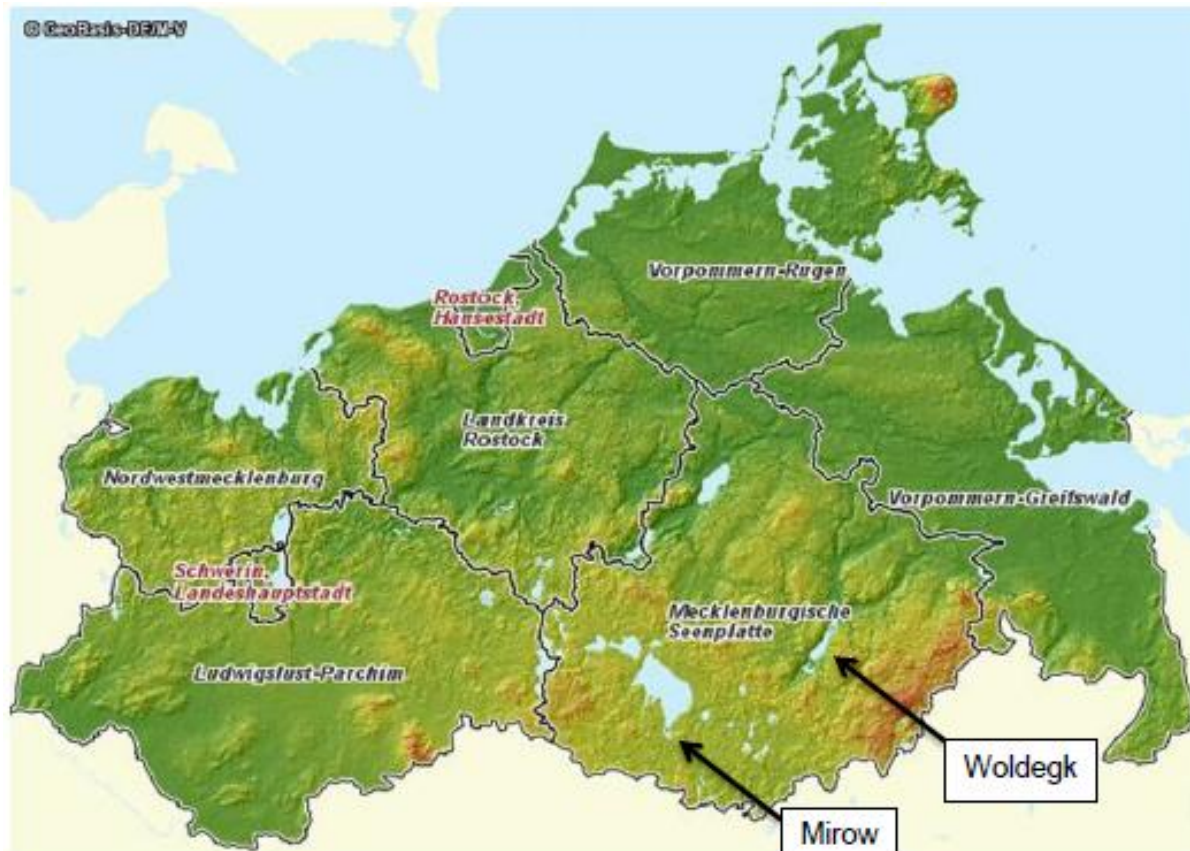 © GeoBasis-DE/M-V
Vorpommern-Rügen
Rostock,
Hansestadt
Landkreis
Rostock
Nordwestmecklenburg
Vorpommern-Greifswald
Schwerin,
Landeshauptstadt
Mecklenburgische
Seenplatte
Ludwigslust-Parchim
Woldegk
Mirow